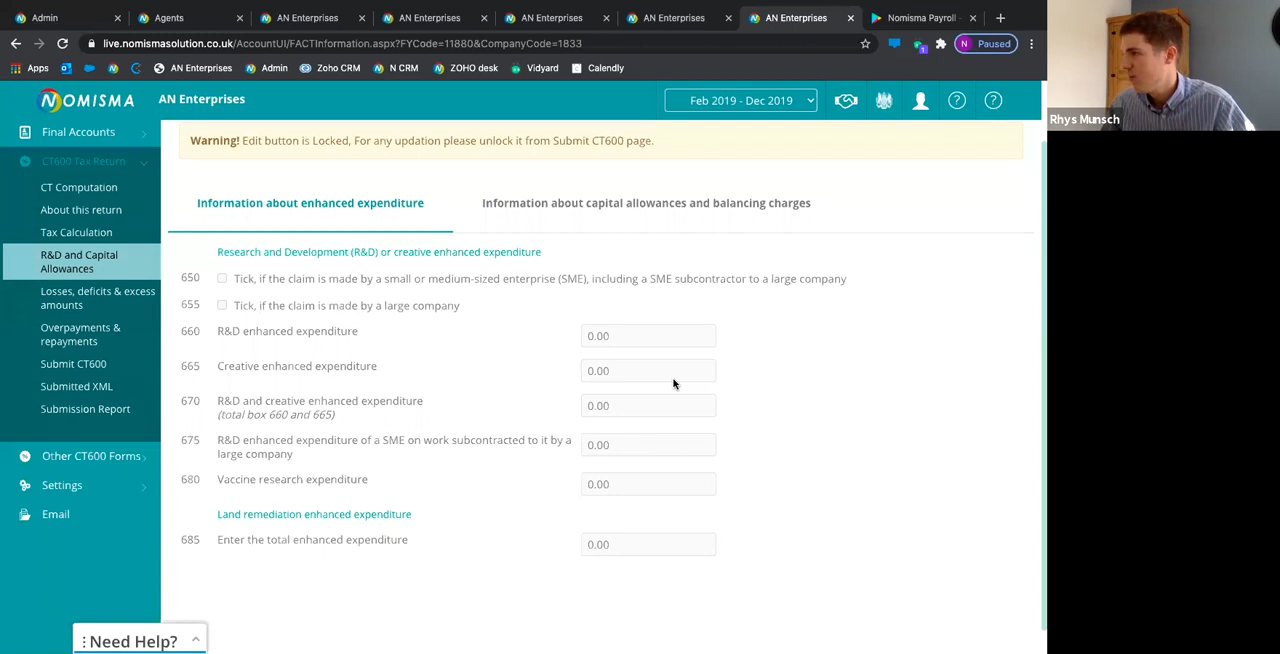 Admin
Agents
AN Enterprises
AN Enterprises
AN Enterprises
AN Enterprises
AN Enterprises
Nomisma Payroll -
live.nomismasolution.co.uk/AccountUI/FACTInformation.aspx?FYCode=11880&CompanyCode=1833
N Paused
Apps
AN Enterprises
Admin
Zoho CRM
N CRM
ZOHO desk
Vidyard
Calendly
NOMISMA
AN Enterprises
Feb 2019 - Dec 2019
Rhys Munsch
Final Accounts
CT600 Tax Return
CT Computation
About this return
Tax Calculation
R&D and Capital
Allowances
Losses, deficits & excess
amounts
Overpayments &
repayments
Submit CT600
Submitted XML
Submission Report
Other CT600 Forms
Settings
Email
Warning! Edit button is Locked, For any updation please unlock it from Submit CT600 page.
Information about enhanced expenditure
Information about capital allowances and balancing charges
Research and Development (R&D) or creative enhanced expenditure
650 Tick, if the claim is made by a small or medium-sized enterprise (SME), including a SME subcontractor to a large company
655 Tick, if the claim is made by a large company
660 R&D enhanced expenditure 0.00
665 Creative enhanced expenditure 0.00
670 R&D and creative enhanced expenditure 0.00
(total box 660 and 665)
675 R&D enhanced expenditure of a SME on work subcontracted to it by a 0.00
large company
680 Vaccine research expenditure 0.00
Land remediation enhanced expenditure
685 Enter the total enhanced expenditure 0.00
Need Help?